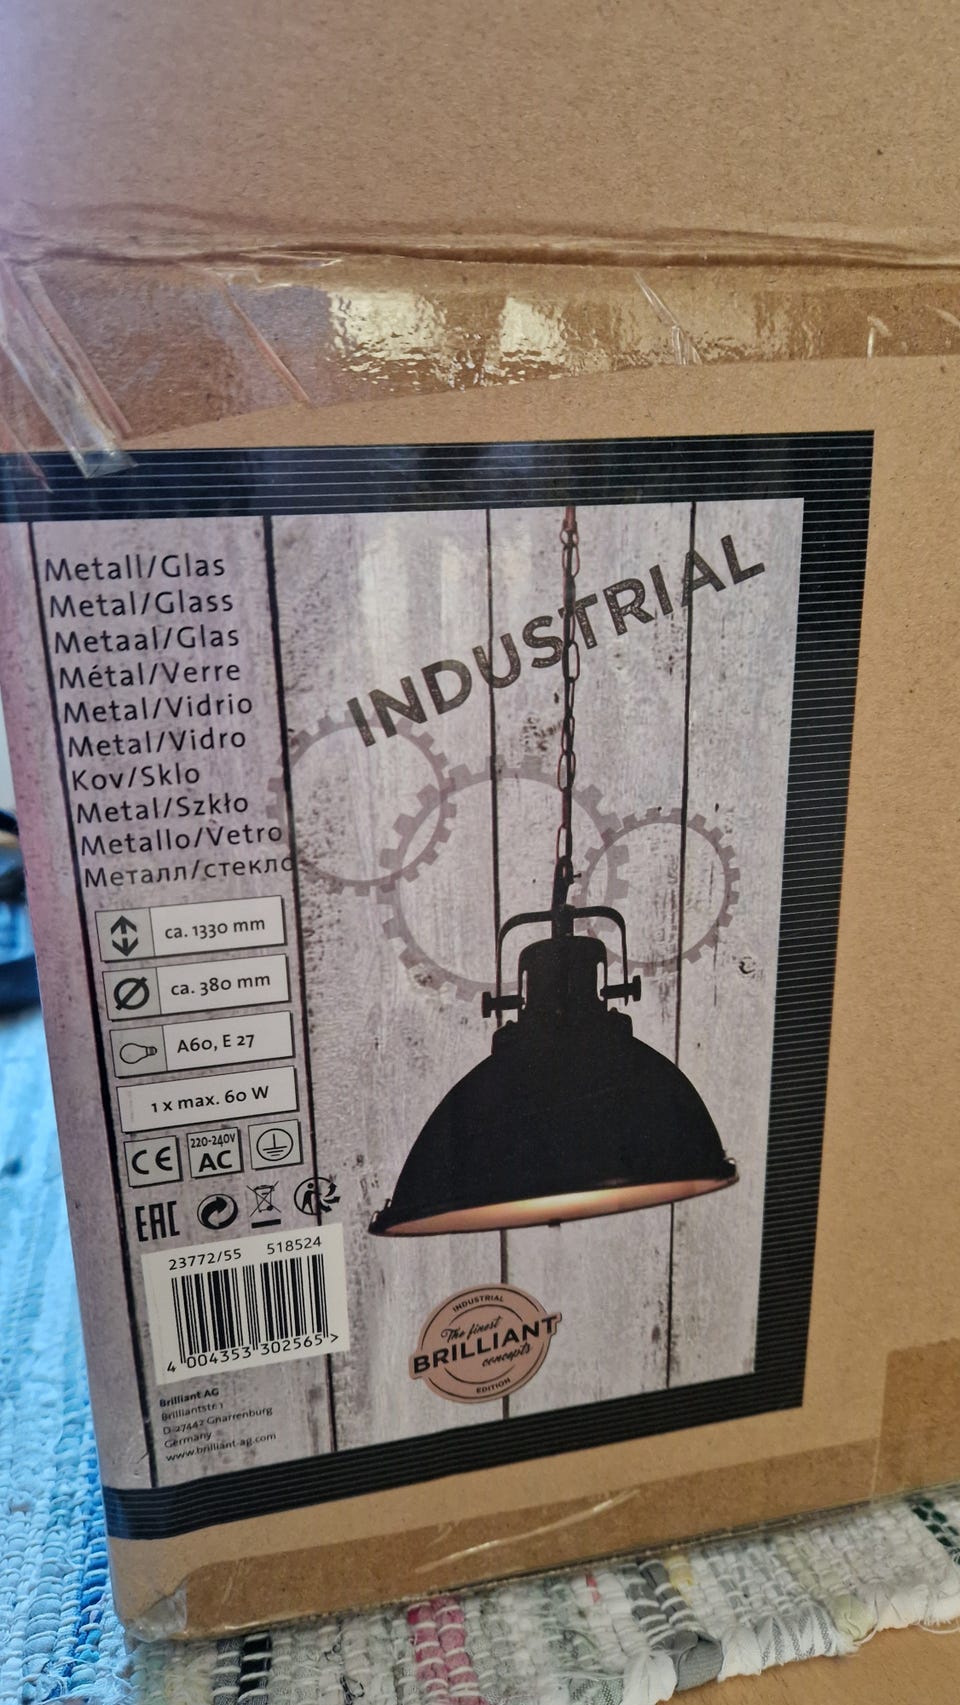 INDUSTRIAL
Metall/Glas
Metal/Glass
Metaal/Glas
Métal/Verre
Metal/Vidrio
Metal/Vidro
Kov/Sklo
Metal/Szkło
Metallo/Vetro
Металл/стекло
ca. 1330 mm
ca. 380 mm
A60, E 27
1 x max. 60 W
CE
220-240V
AC
EAC
23772/55 518524
4 004353 302565 >
Brilliant AG
Brilliantstr. 1
D-27442 Gnarrenburg
Germany
www.brilliant-ag.com
INDUSTRIAL
The finest
BRILLIANT
concepts
EDITION